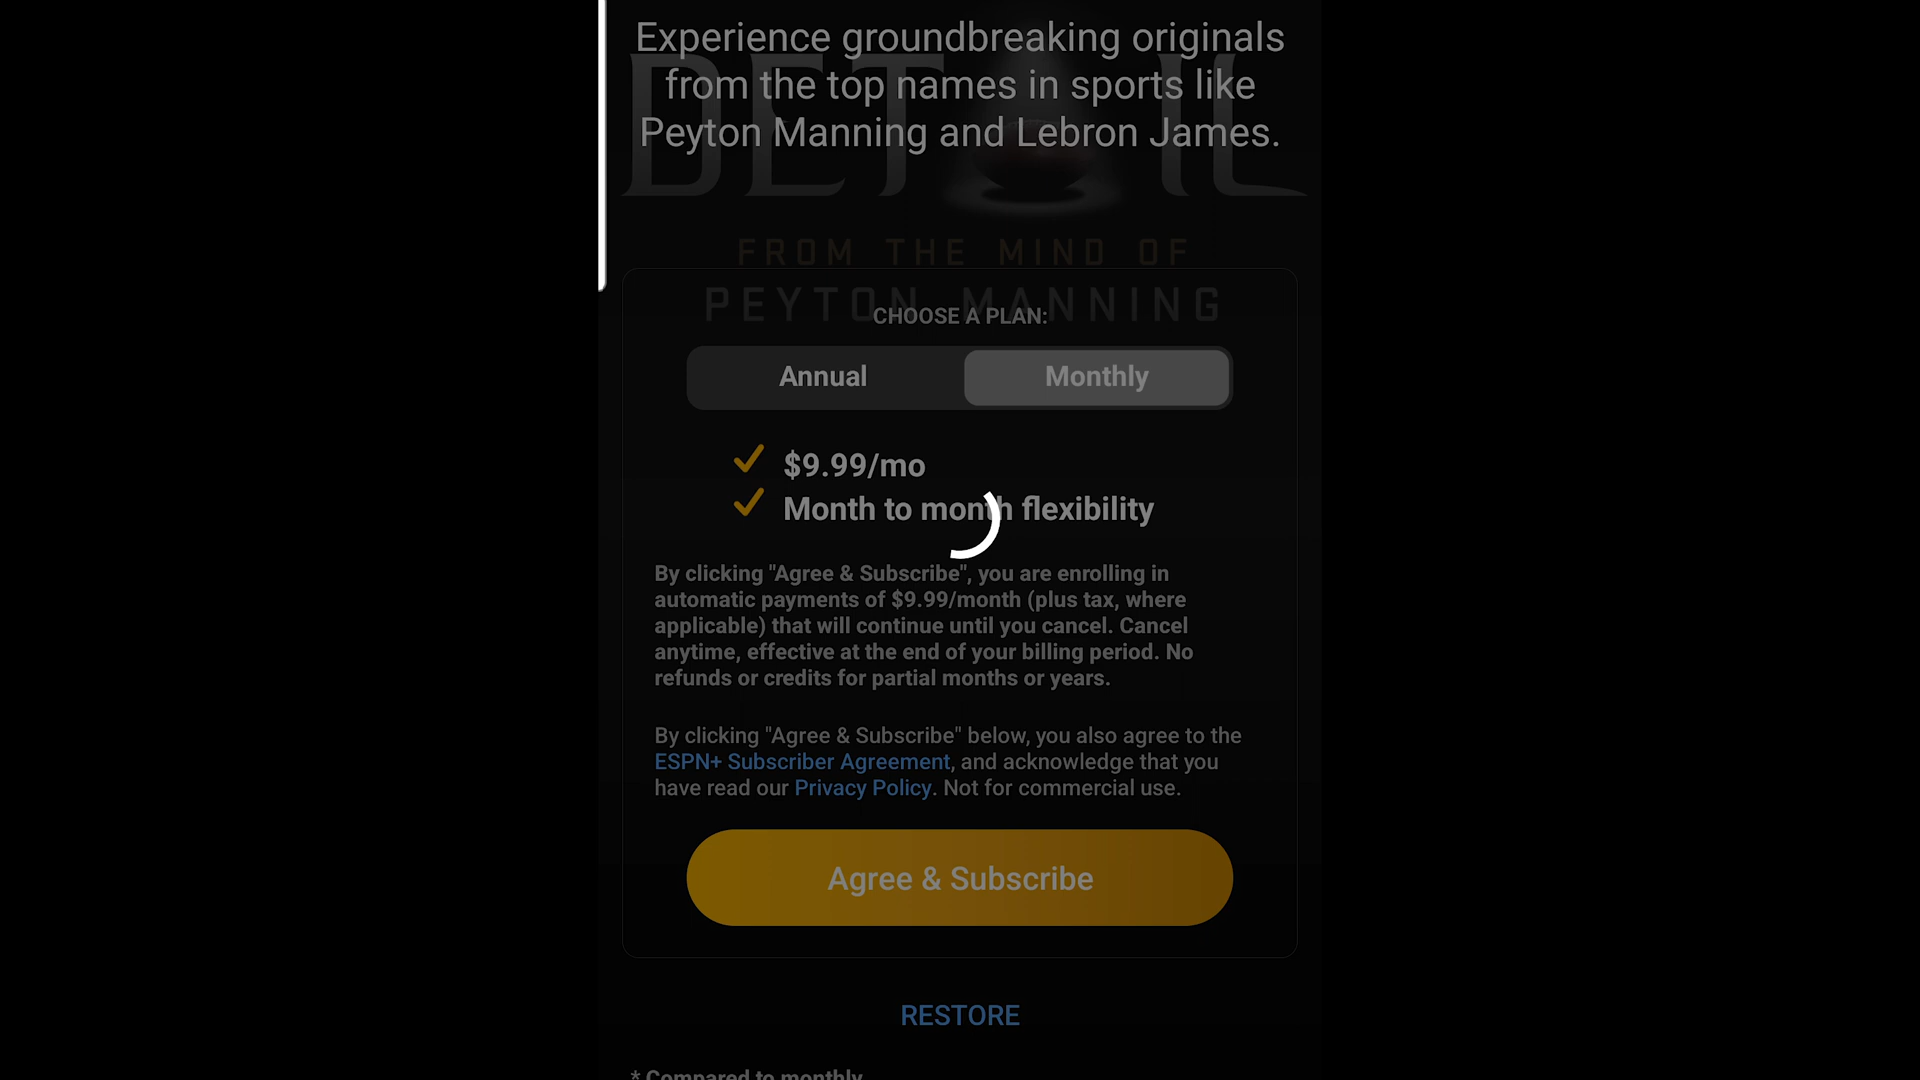 Experience groundbreaking originals
from the top names in sports like
Peyton Manning and Lebron James.
FROM THE MIND OF
PEYTON MANNING
CHOOSE A PLAN:
Annual Monthly
$9.99/mo
Month to month flexibility
By clicking "Agree & Subscribe", you are enrolling in
automatic payments of $9.99/month (plus tax, where
applicable) that will continue until you cancel. Cancel
anytime, effective at the end of your billing period. No
refunds or credits for partial months or years.
By clicking "Agree & Subscribe" below, you also agree to the
ESPN+ Subscriber Agreement, and acknowledge that you
have read our Privacy Policy. Not for commercial use.
Agree & Subscribe
RESTORE
* Compared to monthly